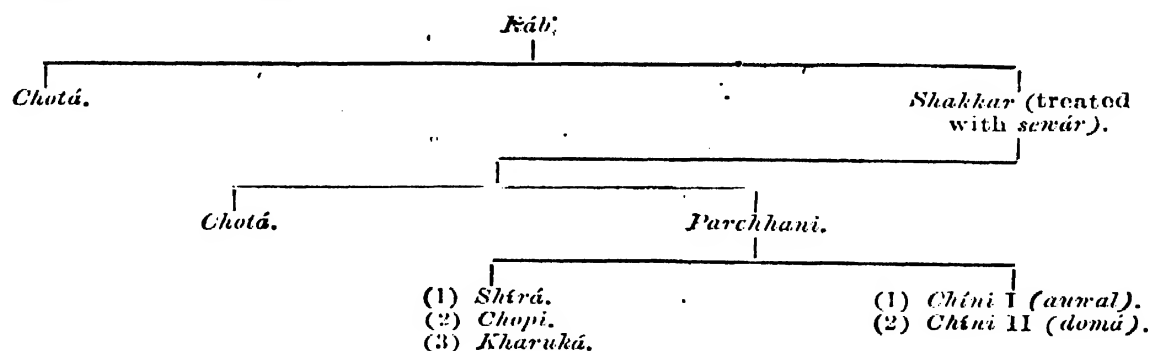 Ráb.
Chotá.
Shakkar (treated
with sewár).
Chotá.
Parchhani.
(1) Shírá.
(2) Chopi.
(3) Kharuká.
(1) Chíni I (auwal).
(2) Chíni II (domá).